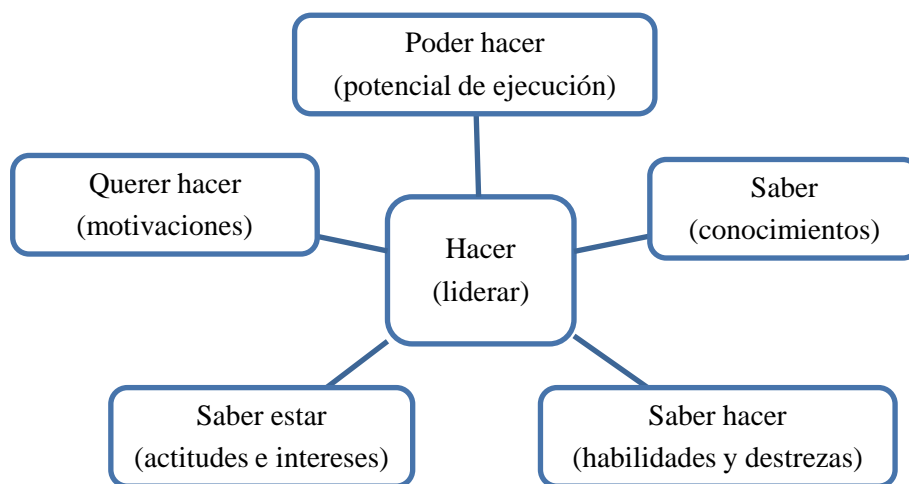 Poder hacer
(potencial de ejecución)
Querer hacer
(motivaciones)
Saber
(conocimientos)
Hacer
(liderar)
Saber estar
(actitudes e intereses)
Saber hacer
(habilidades y destrezas)